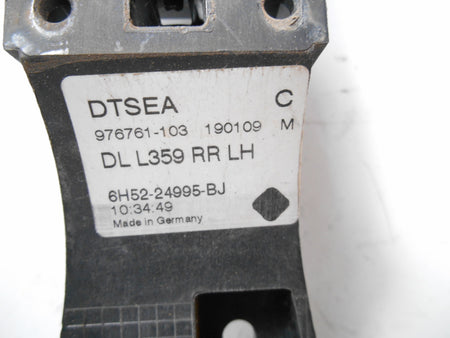 DTSEA C
976761-103 190109 M
DL L359 RR LH
6H52-24995-BJ
10:34:49
Made in Germany